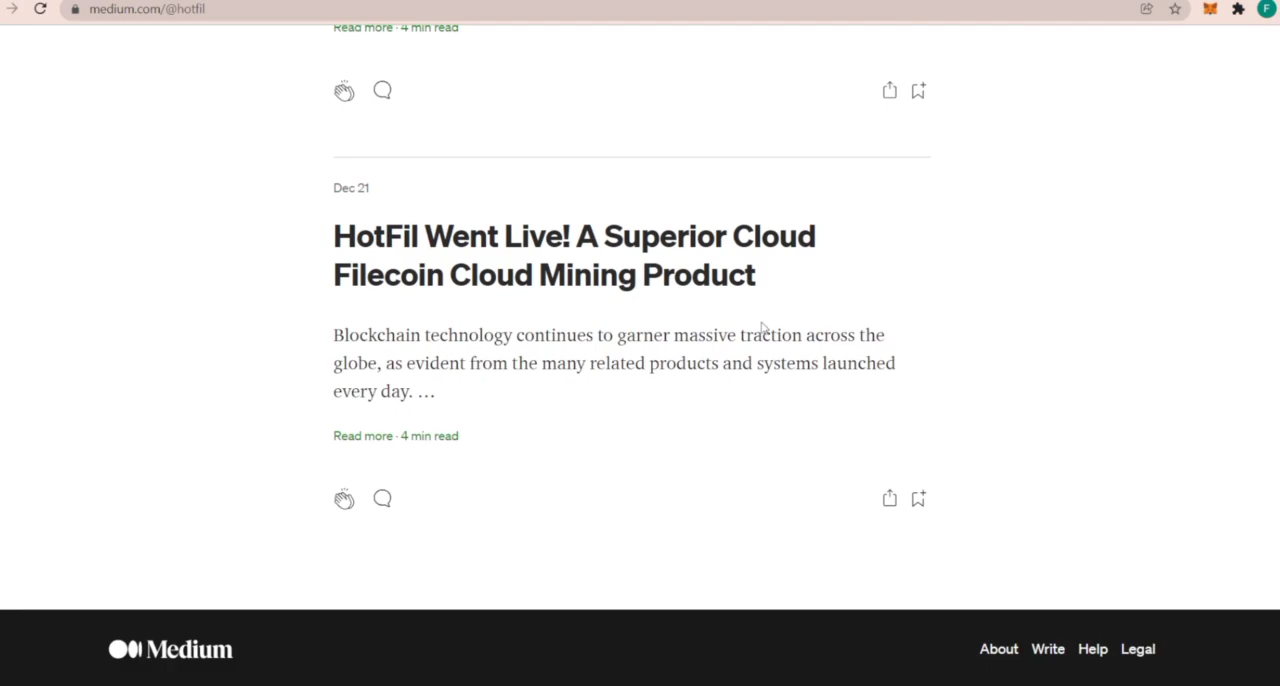 medium.com/@hotfil
F
Read more · 4 min read
Dec 21
HotFil Went Live! A Superior Cloud
Filecoin Cloud Mining Product
Blockchain technology continues to garner massive traction across the
globe, as evident from the many related products and systems launched
every day. …
Read more · 4 min read
Medium
About Write Help Legal